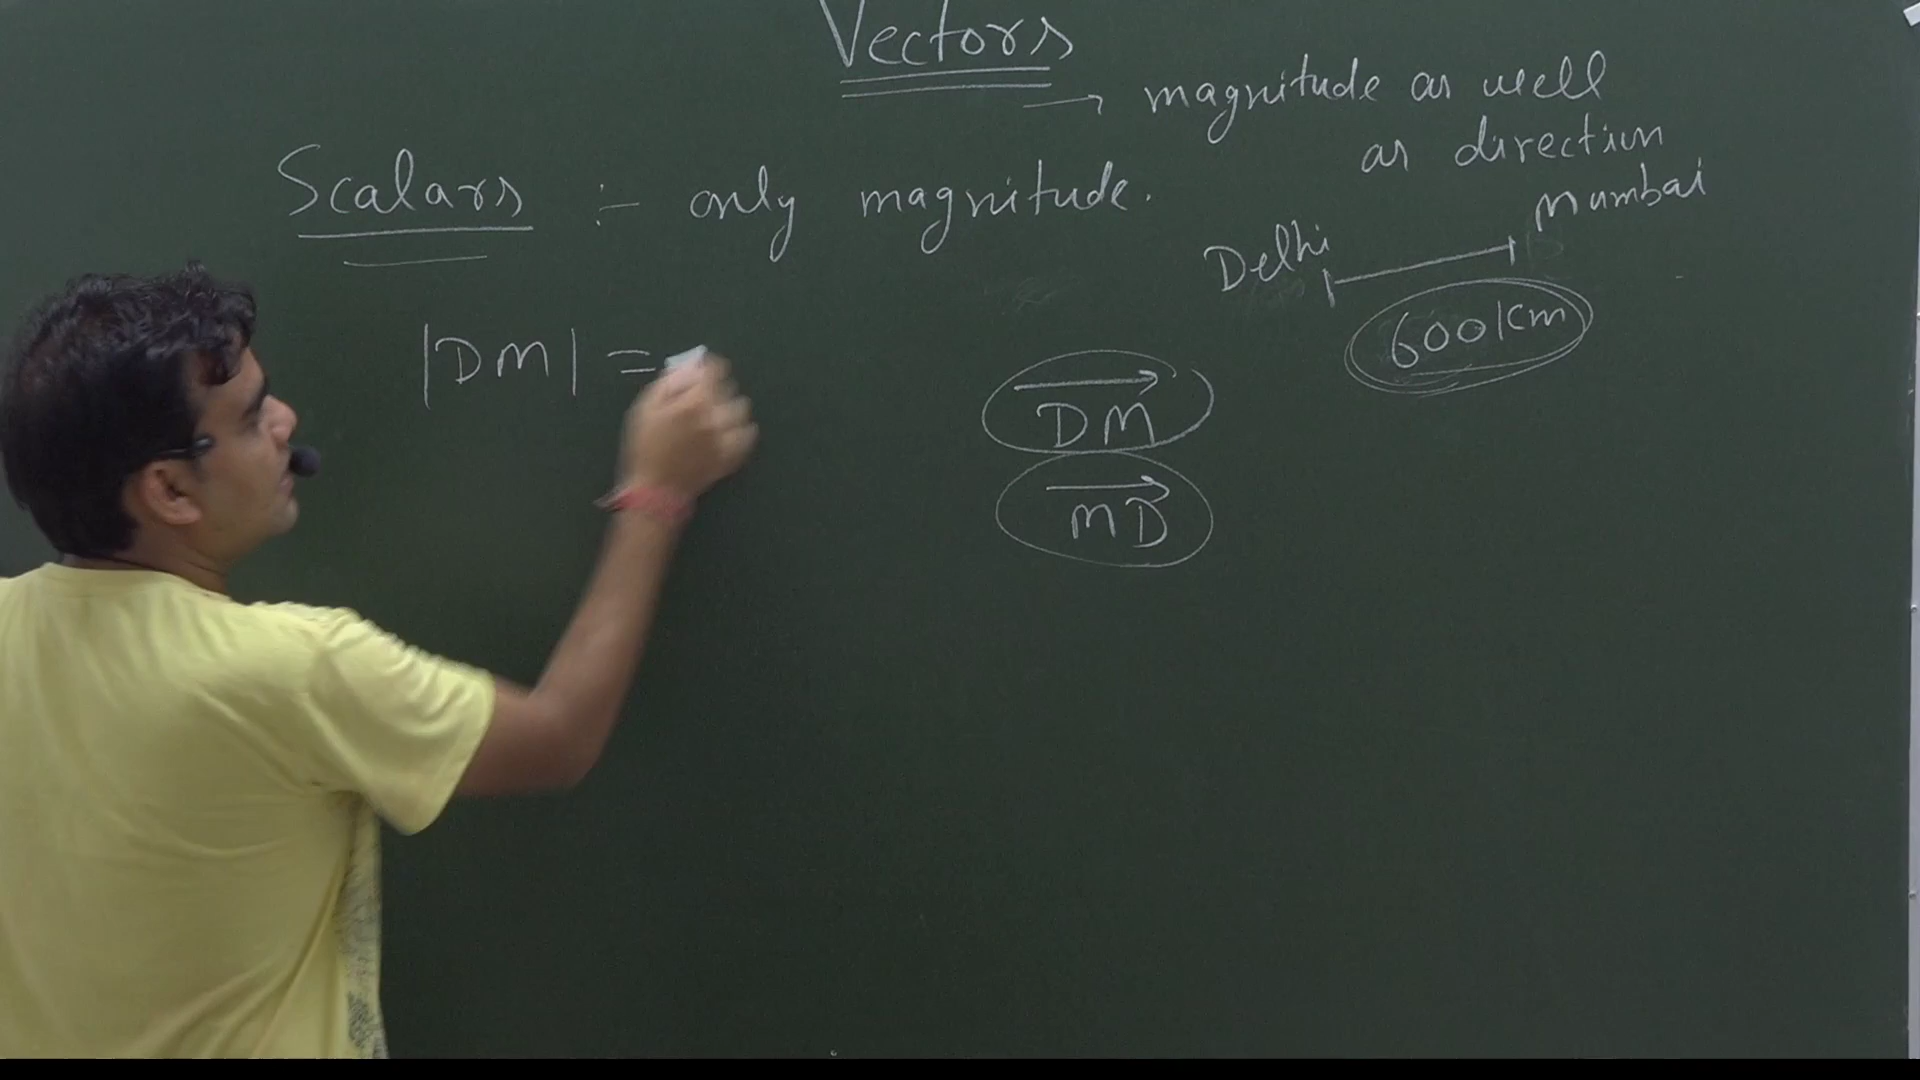 Vectors
→ magnitude as well
as direction
Scalars :- only magnitude.
Delhi Mumbai
600km
|DM| =
DM
MD